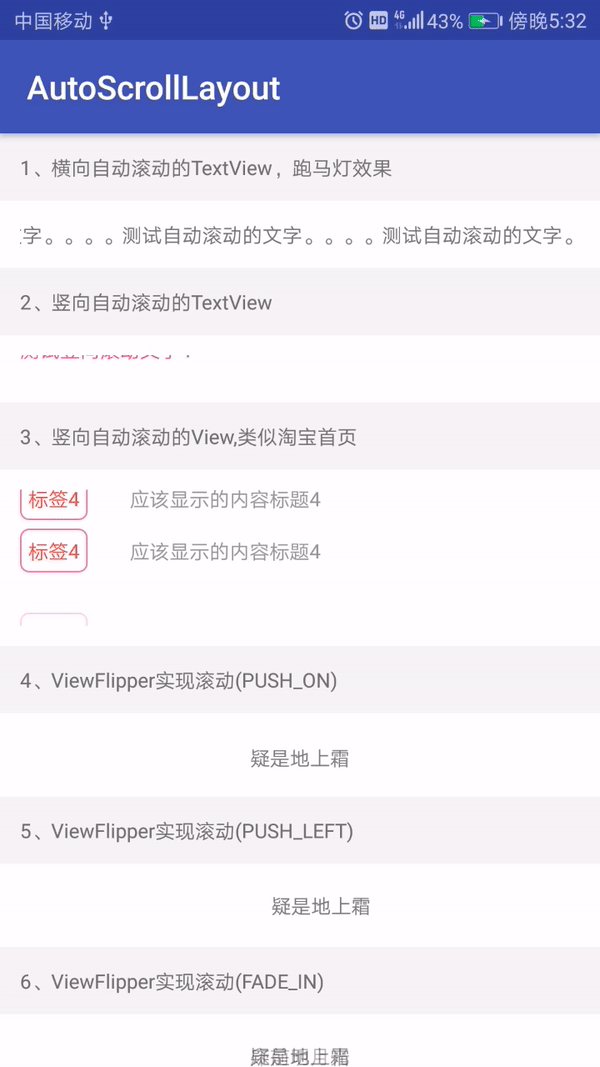 中国移动 HD 4G 43% 傍晚5:32
AutoScrollLayout
1、横向自动滚动的TextView，跑马灯效果
字。。。。测试自动滚动的文字。。。。测试自动滚动的文字。
2、竖向自动滚动的TextView
3、竖向自动滚动的View,类似淘宝首页
标签4 应该显示的内容标题4
标签4 应该显示的内容标题4
4、ViewFlipper实现滚动(PUSH_ON)
疑是地上霜
5、ViewFlipper实现滚动(PUSH_LEFT)
疑是地上霜
6、ViewFlipper实现滚动(FADE_IN)